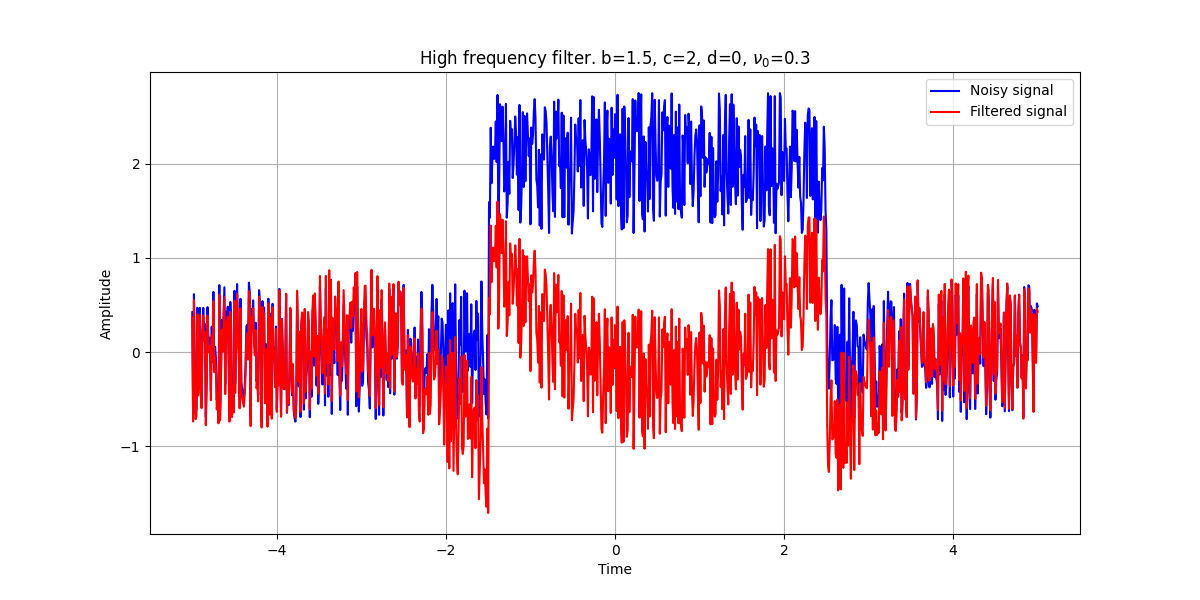 High frequency filter. b=1.5, c=2, d=0, ν₀=0.3
Noisy signal
Filtered signal
Amplitude
2
1
0
−1
−4
−2
0
2
4
Time